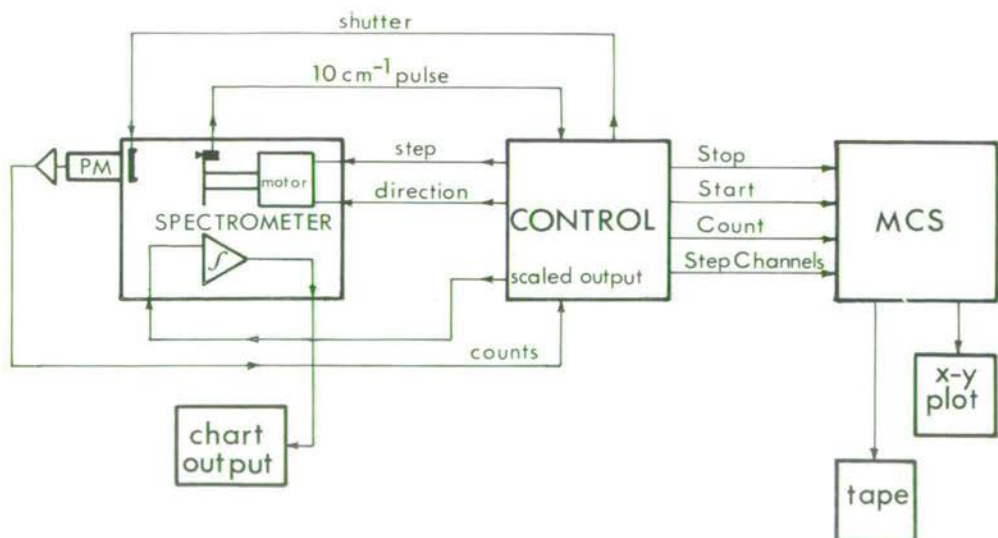 shutter
10 cm⁻¹ pulse
PM
motor
SPECTROMETER
∫
step
direction
CONTROL
scaled output
counts
Stop
Start
Count
Step Channels
MCS
chart
output
x-y
plot
tape